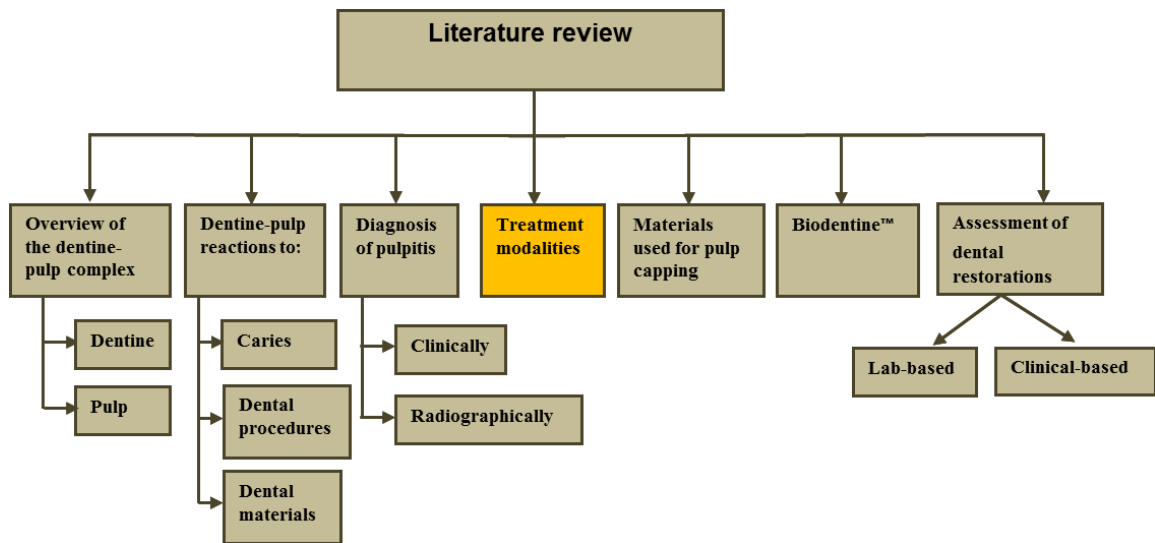 Literature review
Overview of
the dentine-
pulp complex
Dentine-pulp
reactions to:
Diagnosis
of pulpitis
Treatment
modalities
Materials
used for pulp
capping
Biodentine™
Assessment of
dental
restorations
Dentine
Pulp
Caries
Dental
procedures
Dental
materials
Clinically
Radiographically
Lab-based
Clinical-based